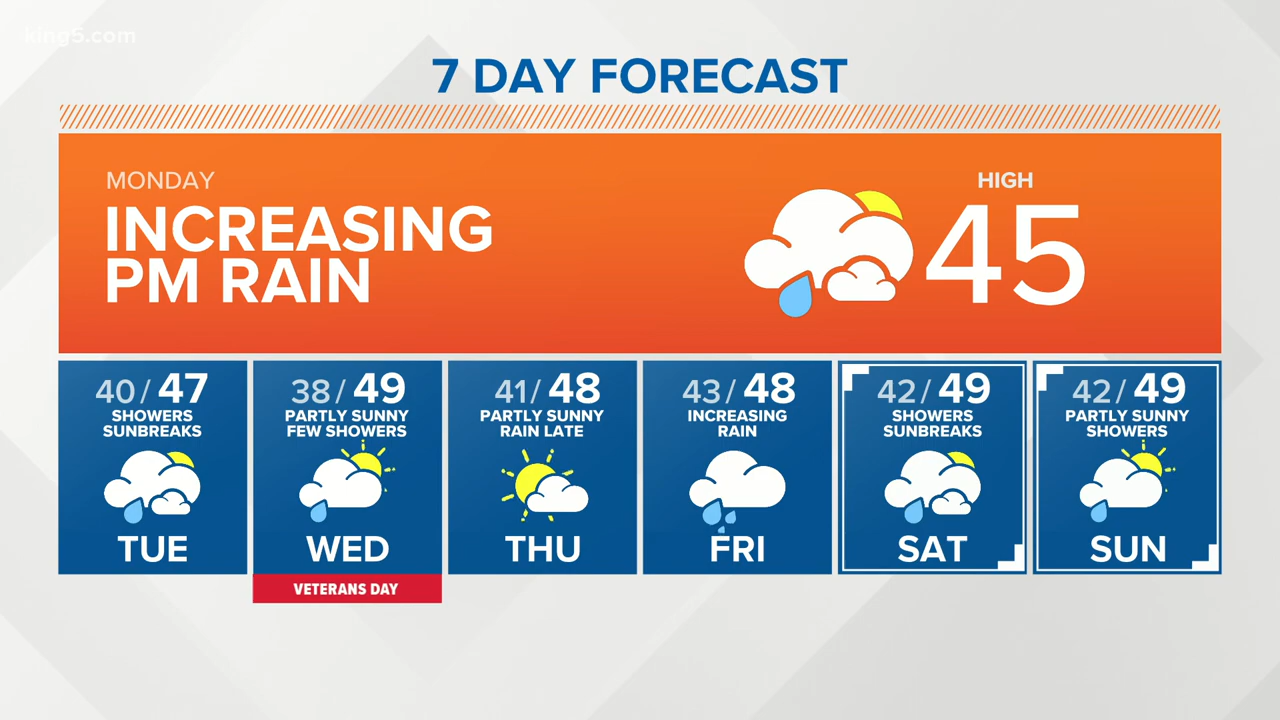 king5.com
7 DAY FORECAST
MONDAY
INCREASING
PM RAIN
HIGH
45
40/47
SHOWERS
SUNBREAKS
TUE
38/49
PARTLY SUNNY
FEW SHOWERS
WED
VETERANS DAY
41/48
PARTLY SUNNY
RAIN LATE
THU
43/48
INCREASING
RAIN
FRI
42/49
SHOWERS
SUNBREAKS
SAT
42/49
PARTLY SUNNY
SHOWERS
SUN